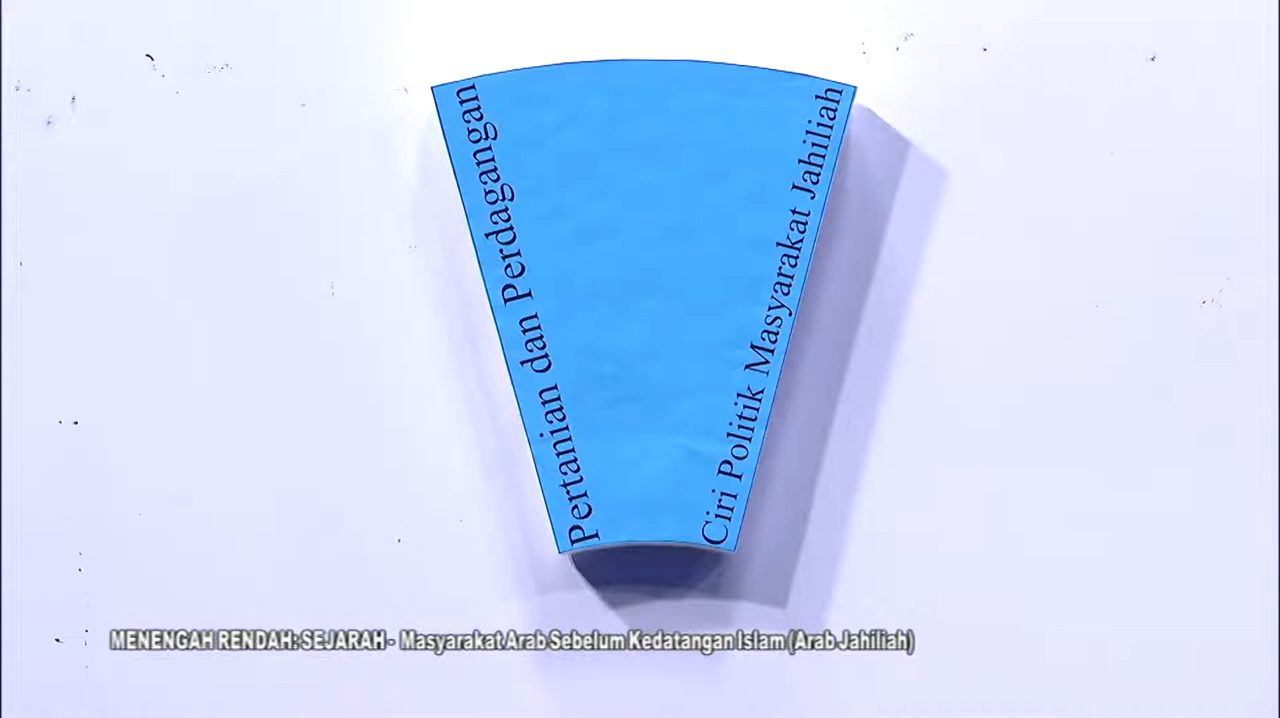 Pertanian dan Perdagangan
Ciri Politik Masyarakat Jahiliah
MENENGAH RENDAH: SEJARAH - Masyarakat Arab Sebelum Kedatangan Islam (Arab Jahiliah)